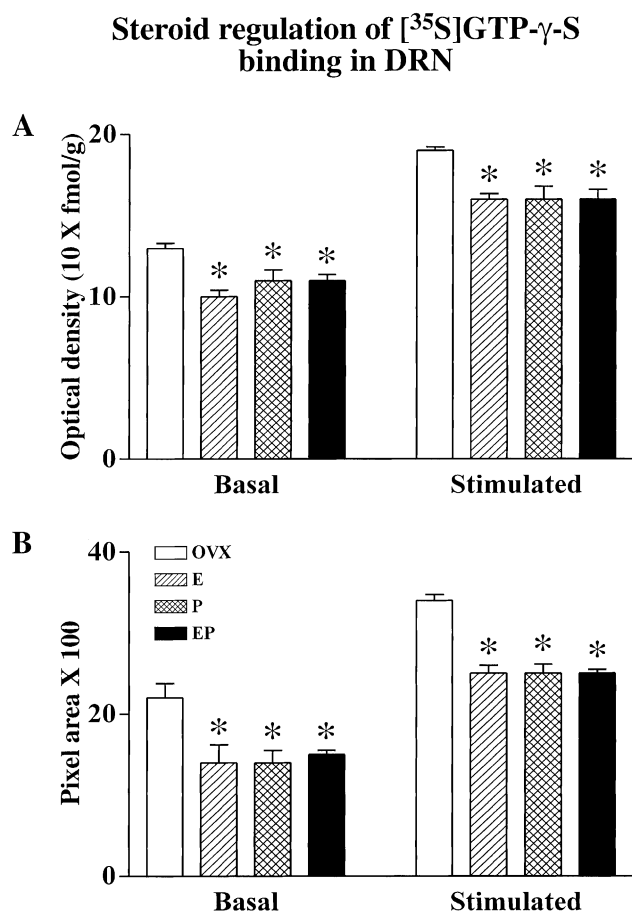 Steroid regulation of [³⁵S]GTP-γ-S
binding in DRN
A
Optical density (10 X fmol/g)
20
10
0
* * *
* * *
Basal
Stimulated
B
Pixel area X 100
40
20
0
OVX
E
P
EP
* * *
* * *
Basal
Stimulated